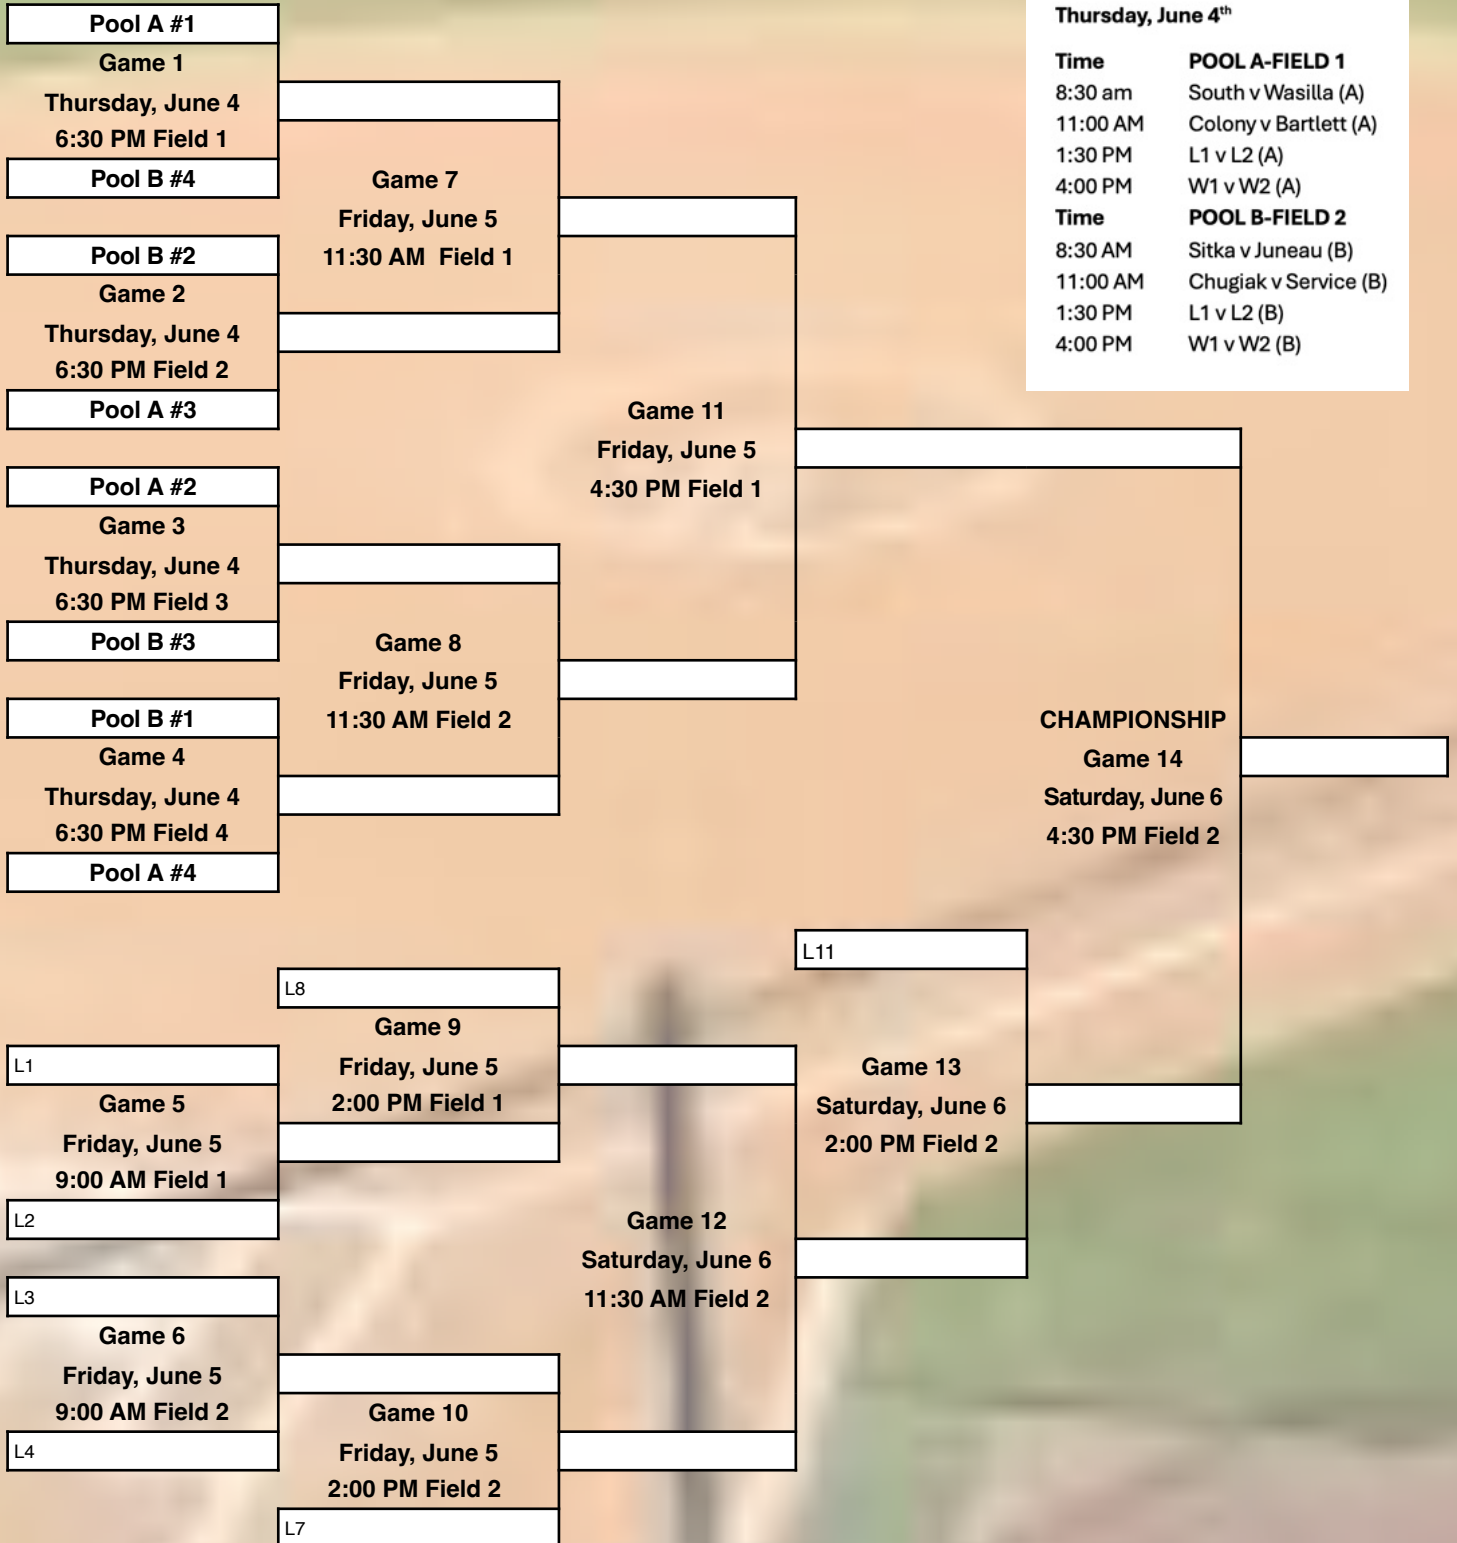 Pool A #1
Game 1
Thursday, June 4
6:30 PM Field 1
Pool B #4
Pool B #2
Game 2
Thursday, June 4
6:30 PM Field 2
Pool A #3
Pool A #2
Game 3
Thursday, June 4
6:30 PM Field 3
Pool B #3
Pool B #1
Game 4
Thursday, June 4
6:30 PM Field 4
Pool A #4
Game 7
Friday, June 5
11:30 AM  Field 1
Game 8
Friday, June 5
11:30 AM Field 2
Game 11
Friday, June 5
4:30 PM Field 1
Thursday, June 4th
Time POOL A-FIELD 1
8:30 am South v Wasilla (A)
11:00 AM Colony v Bartlett (A)
1:30 PM L1 v L2 (A)
4:00 PM W1 v W2 (A)
Time POOL B-FIELD 2
8:30 AM Sitka v Juneau (B)
11:00 AM Chugiak v Service (B)
1:30 PM L1 v L2 (B)
4:00 PM W1 v W2 (B)
CHAMPIONSHIP
Game 14
Saturday, June 6
4:30 PM Field 2
L1
Game 5
Friday, June 5
9:00 AM Field 1
L2
L3
Game 6
Friday, June 5
9:00 AM Field 2
L4
L8
Game 9
Friday, June 5
2:00 PM Field 1
Game 10
Friday, June 5
2:00 PM Field 2
L7
Game 12
Saturday, June 6
11:30 AM Field 2
L11
Game 13
Saturday, June 6
2:00 PM Field 2